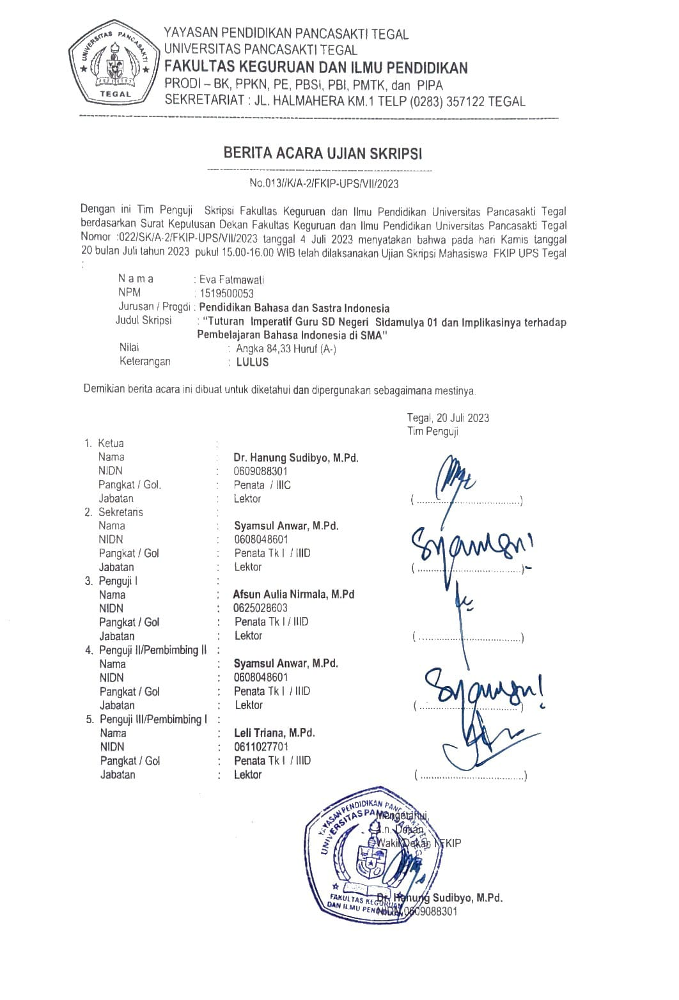 UNIVERSITAS PANCASAKTI
TEGAL
YAYASAN PENDIDIKAN PANCASAKTI TEGAL
UNIVERSITAS PANCASAKTI TEGAL
FAKULTAS KEGURUAN DAN ILMU PENDIDIKAN
PRODI – BK, PPKN, PE, PBSI, PBI, PMTK, dan PIPA
SEKRETARIAT : JL. HALMAHERA KM.1 TELP (0283) 357122 TEGAL
BERITA ACARA UJIAN SKRIPSI
No.013//K/A-2/FKIP-UPS/VII/2023
Dengan ini Tim Penguji Skripsi Fakultas Keguruan dan Ilmu Pendidikan Universitas Pancasakti Tegal
berdasarkan Surat Keputusan Dekan Fakultas Keguruan dan Ilmu Pendidikan Universitas Pancasakti Tegal
Nomor :022/SK/A-2/FKIP-UPS/VII/2023 tanggal 4 Juli 2023 menyatakan bahwa pada hari Kamis tanggal
20 bulan Juli tahun 2023 pukul 15.00-16.00 WIB telah dilaksanakan Ujian Skripsi Mahasiswa FKIP UPS Tegal
:
N a m a : Eva Fatmawati
NPM : 1519500053
Jurusan / Progdi : Pendidikan Bahasa dan Sastra Indonesia
Judul Skripsi : "Tuturan Imperatif Guru SD Negeri Sidamulya 01 dan Implikasinya terhadap
Pembelajaran Bahasa Indonesia di SMA"
Nilai : Angka 84,33 Huruf (A-)
Keterangan : LULUS
Demikian berita acara ini dibuat untuk diketahui dan dipergunakan sebagaimana mestinya.
Tegal, 20 Juli 2023
Tim Penguji
1. Ketua :
Nama : Dr. Hanung Sudibyo, M.Pd.
NIDN : 0609088301
Pangkat / Gol. : Penata / IIIC
Jabatan : Lektor (........................................)
2. Sekretaris :
Nama : Syamsul Anwar, M.Pd.
NIDN : 0608048601
Pangkat / Gol : Penata Tk I / IIID
Jabatan : Lektor (........................................)
3. Penguji I :
Nama : Afsun Aulia Nirmala, M.Pd
NIDN : 0625028603
Pangkat / Gol : Penata Tk I / IIID
Jabatan : Lektor (........................................)
4. Penguji II/Pembimbing II :
Nama : Syamsul Anwar, M.Pd.
NIDN : 0608048601
Pangkat / Gol : Penata Tk I / IIID
Jabatan : Lektor (........................................)
5. Penguji III/Pembimbing I :
Nama : Leli Triana, M.Pd.
NIDN : 0611027701
Pangkat / Gol : Penata Tk I / IIID
Jabatan : Lektor (........................................)
Mengetahui,
a.n. Dekan,
Wakil Dekan I FKIP
Dr. Hanung Sudibyo, M.Pd.
NIDN 0609088301
YAYASAN PENDIDIKAN PANCASAKTI TEGAL
UNIVERSITAS PANCASAKTI TEGAL
FAKULTAS KEGURUAN
DAN ILMU PENDIDIKAN